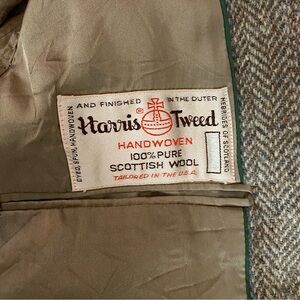 DYED, SPUN, HANDWOVEN
AND FINISHED IN THE OUTER
HEBRIDES OF SCOTLAND
Harris Tweed
®
HANDWOVEN
100% PURE
SCOTTISH WOOL
TAILORED IN THE U.S.A.